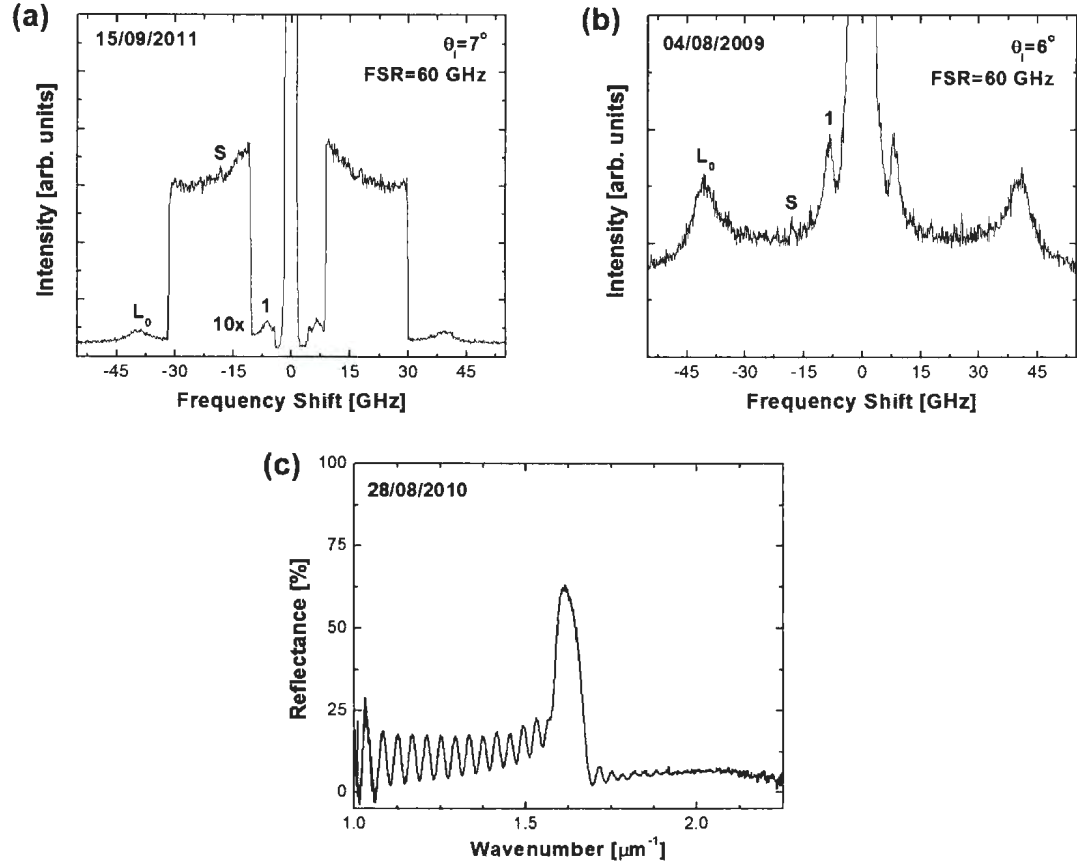 (a)
15/09/2011
θi=7°
FSR=60 GHz
S
L0
10x
1
Intensity [arb. units]
-45 -30 -15 0 15 30 45
Frequency Shift [GHz]
(b)
04/08/2009
θi=6°
FSR=60 GHz
1
L0
S
Intensity [arb. units]
-45 -30 -15 0 15 30 45
Frequency Shift [GHz]
(c)
28/08/2010
100
75
50
25
0
Reflectance [%]
1.0 1.5 2.0
Wavenumber [μm-1]